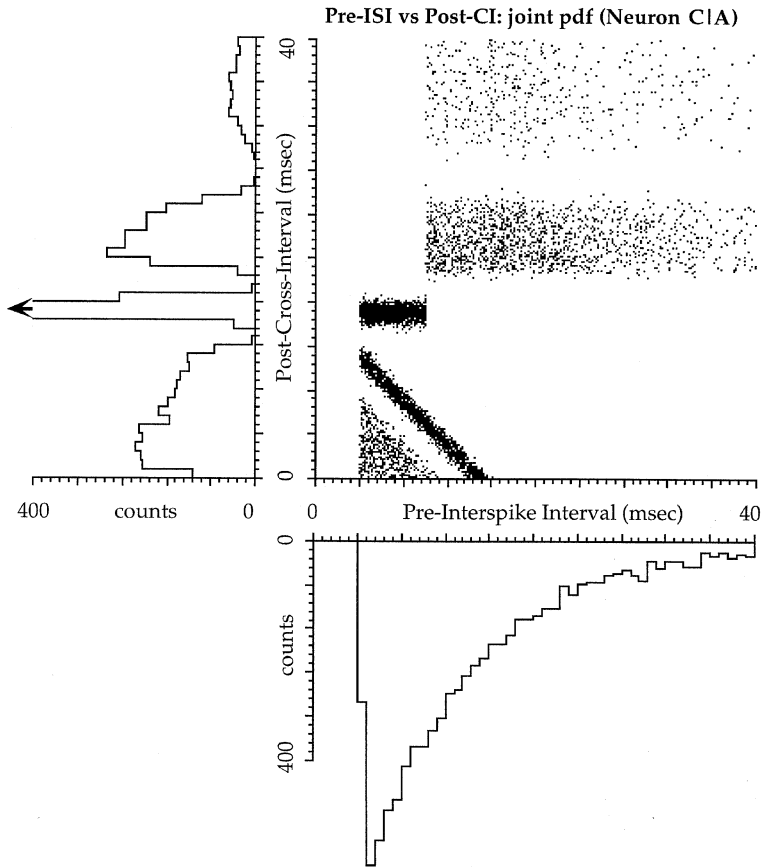 Pre-ISI vs Post-CI: joint pdf (Neuron C|A)
40
Post-Cross-Interval (msec)
0
400 counts 0
0 Pre-Interspike Interval (msec) 40
0
counts
400